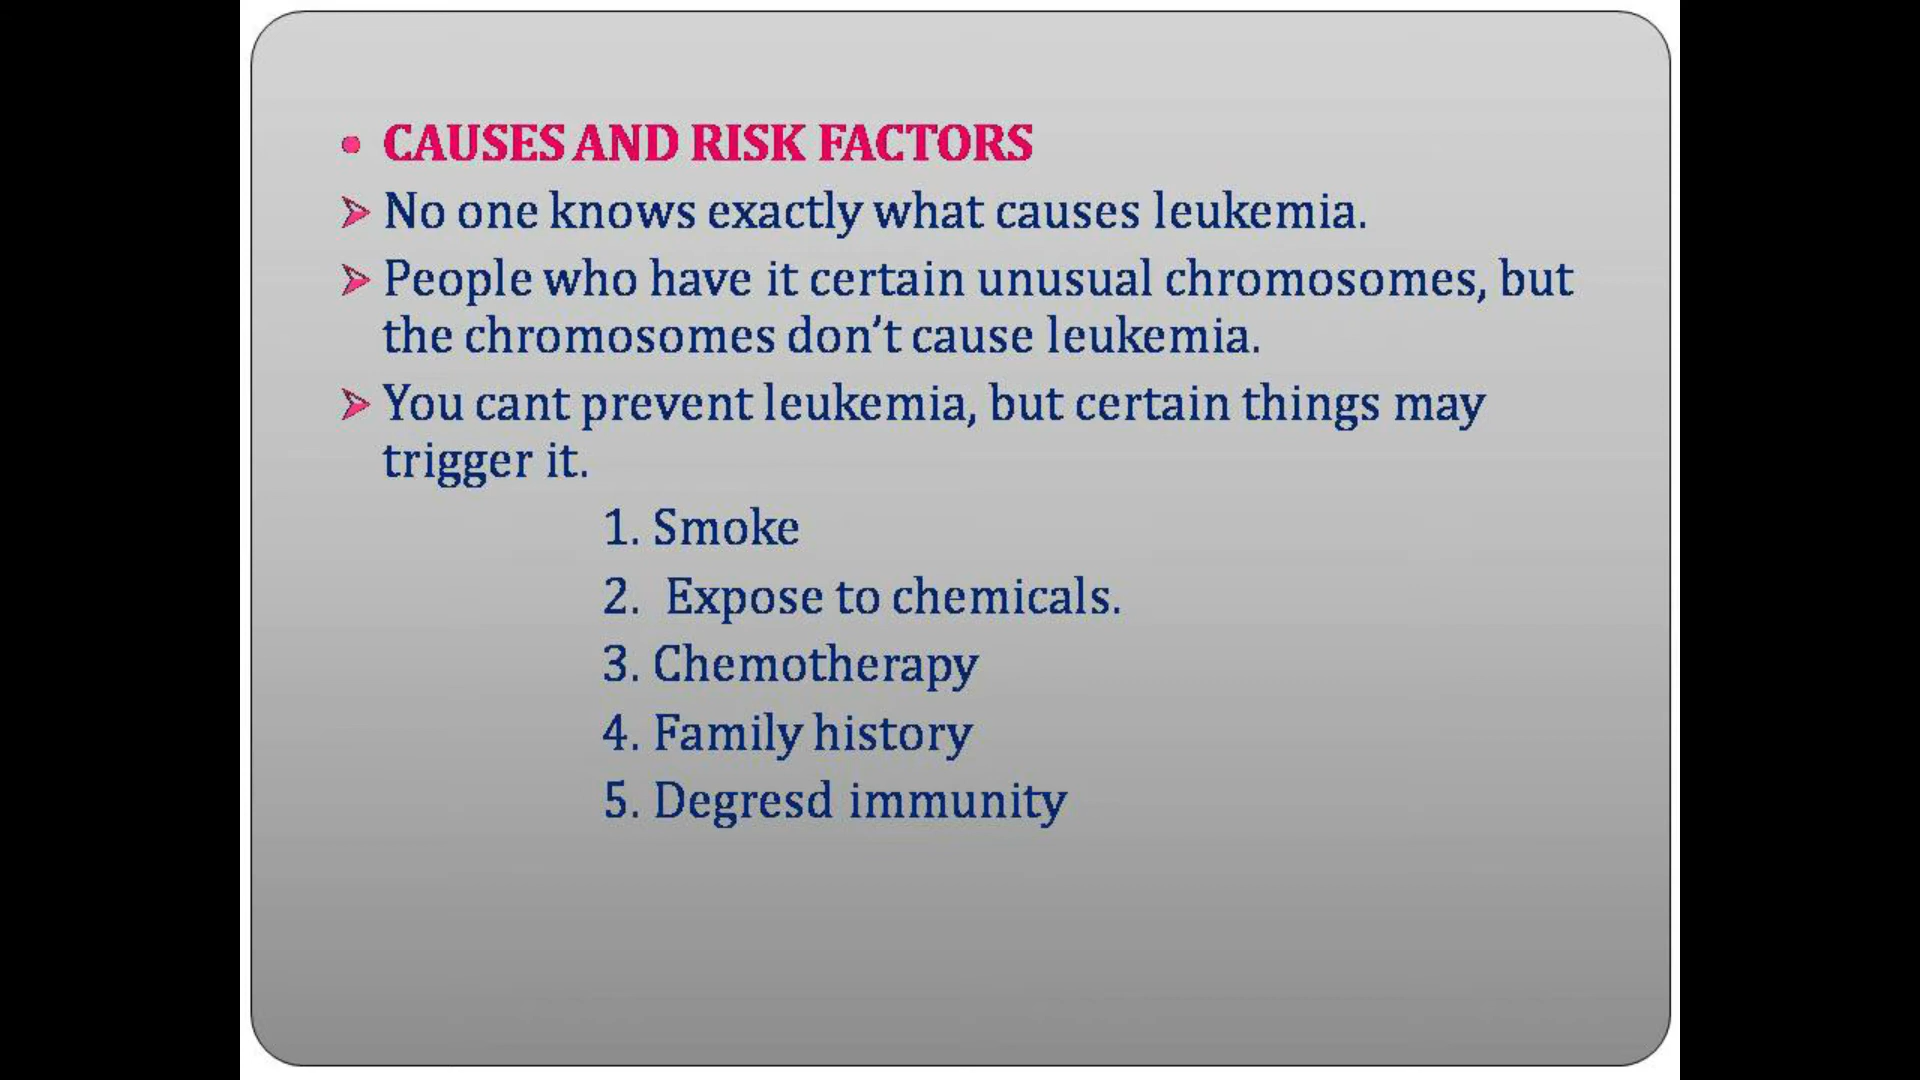 • CAUSES AND RISK FACTORS
➢ No one knows exactly what causes leukemia.
➢ People who have it certain unusual chromosomes, but
the chromosomes don’t cause leukemia.
➢ You cant prevent leukemia, but certain things may
trigger it.
1. Smoke
2. Expose to chemicals.
3. Chemotherapy
4. Family history
5. Degresd immunity